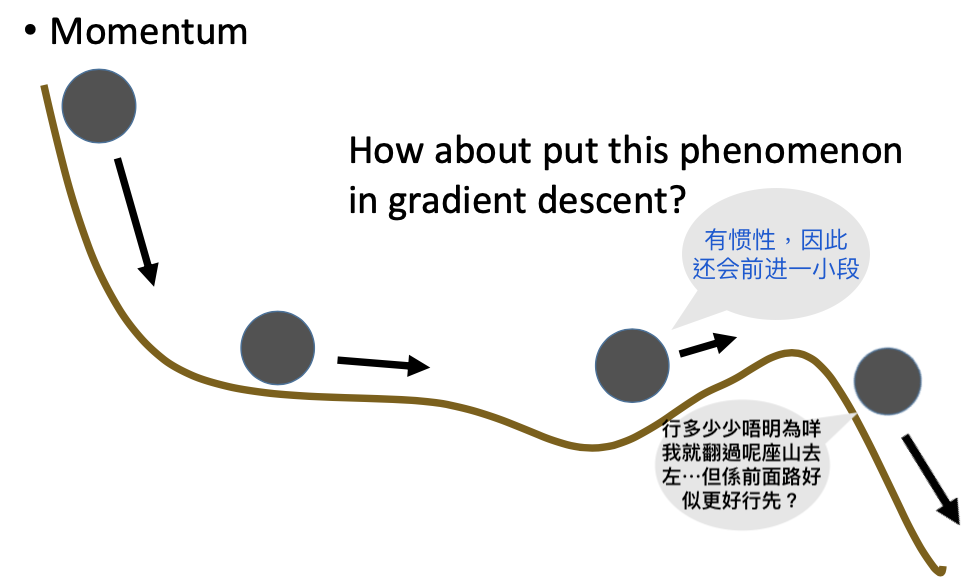 • Momentum
How about put this phenomenon
in gradient descent?
有惯性，因此
还会前进一小段
行多少少唔明為咩
我就翻過呢座山去
左…但係前面路好
似更好行先？